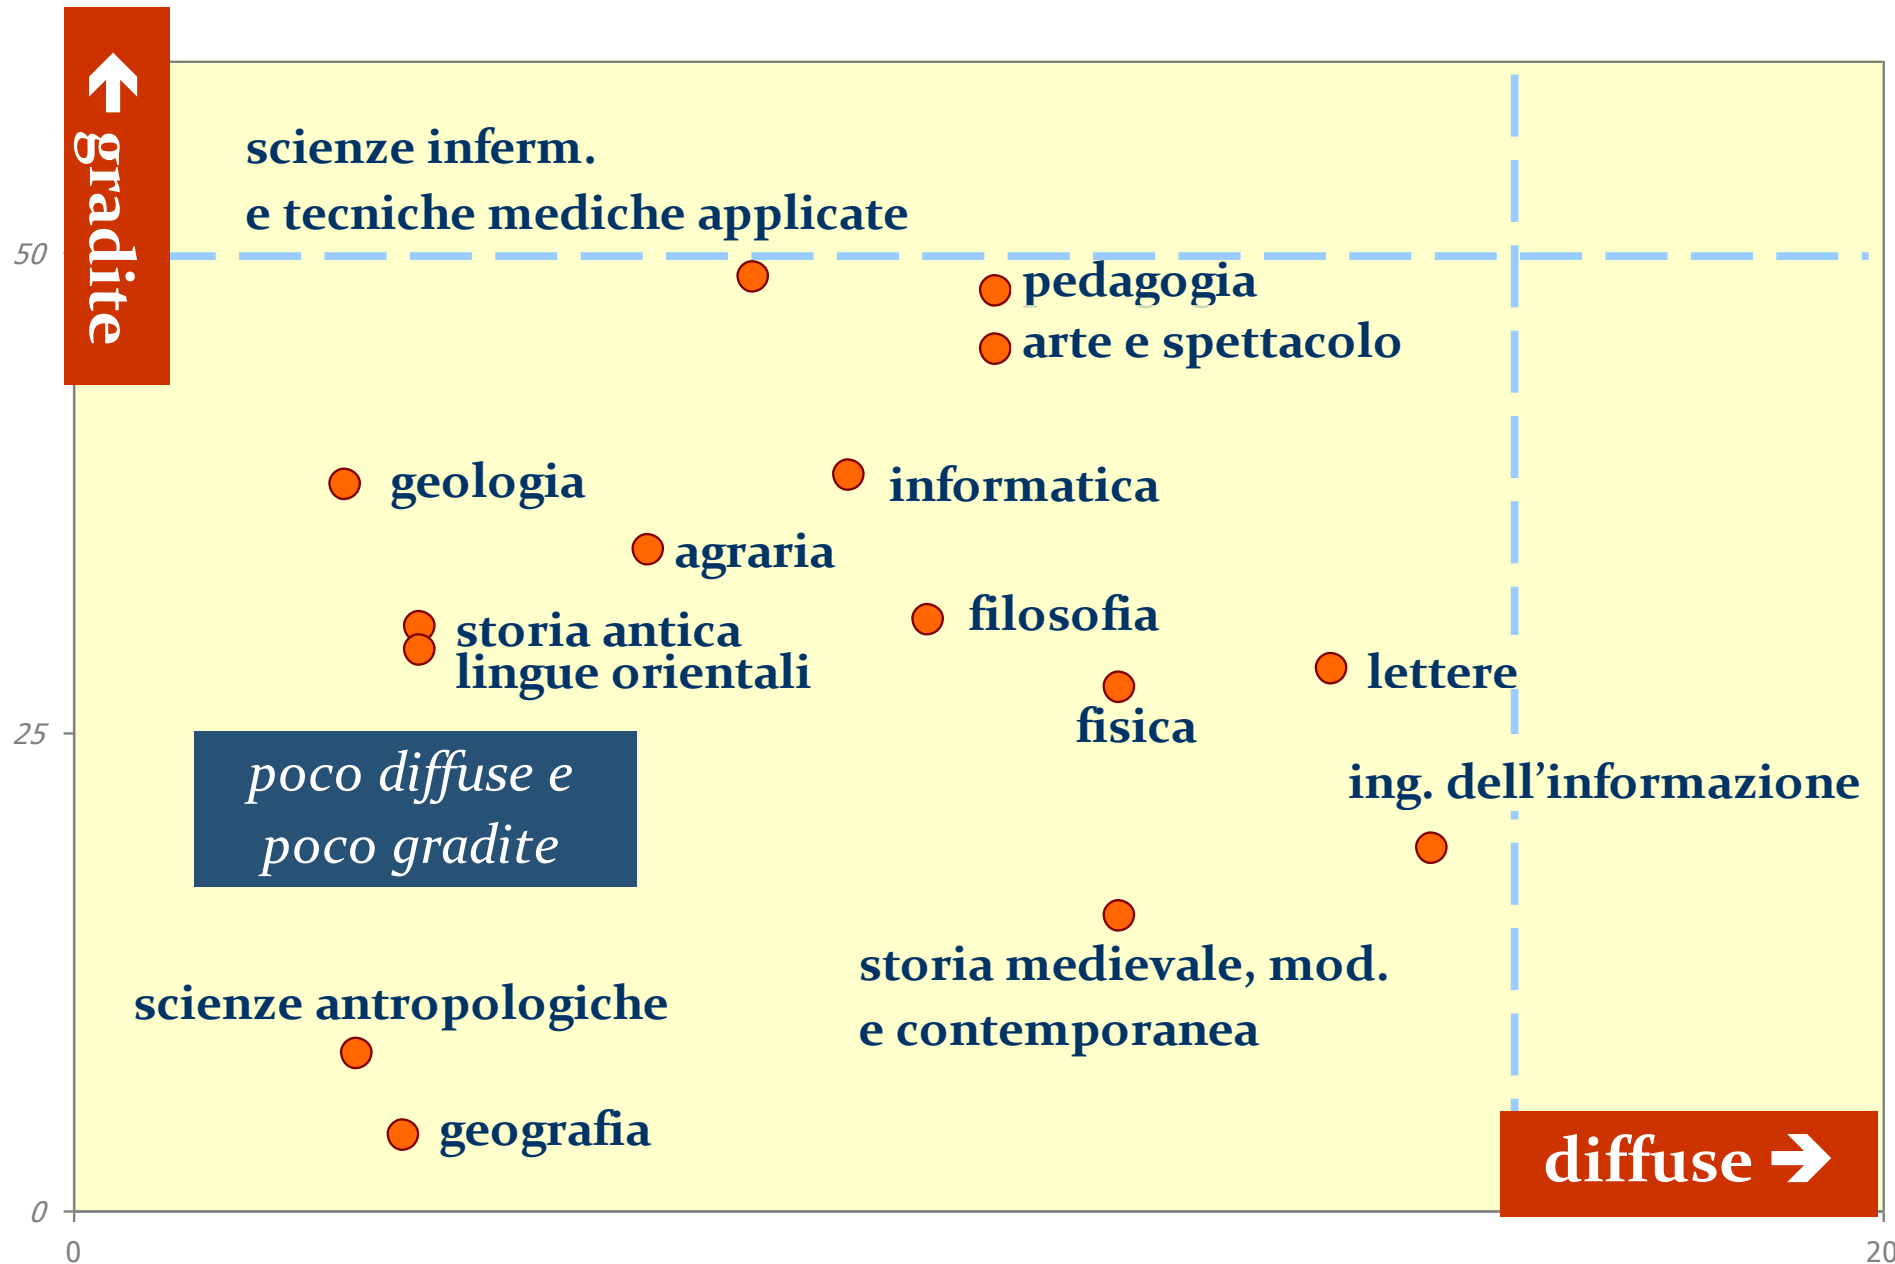 ← gradite
scienze inferm.
e tecniche mediche applicate
50
pedagogia
arte e spettacolo
geologia
informatica
agraria
filosofia
storia antica
lingue orientali
lettere
fisica
25
poco diffuse e
poco gradite
ing. dell’informazione
storia medievale, mod.
e contemporanea
scienze antropologiche
geografia
diffuse →
0
0
20